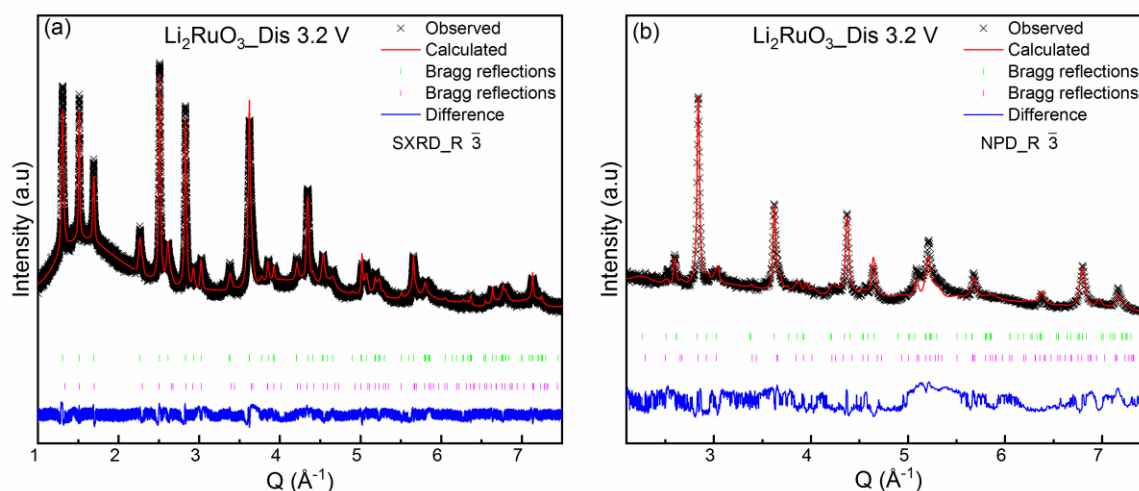 (a)
Li₂RuO₃_Dis 3.2 V
Observed
Calculated
Bragg reflections
Bragg reflections
Difference
SXRD_R 3̅
Intensity (a.u)
1 2 3 4 5 6 7
Q (Å⁻¹)
(b)
Li₂RuO₃_Dis 3.2 V
Observed
Calculated
Bragg reflections
Bragg reflections
Difference
NPD_R 3̅
Intensity (a.u)
3 4 5 6 7
Q (Å⁻¹)